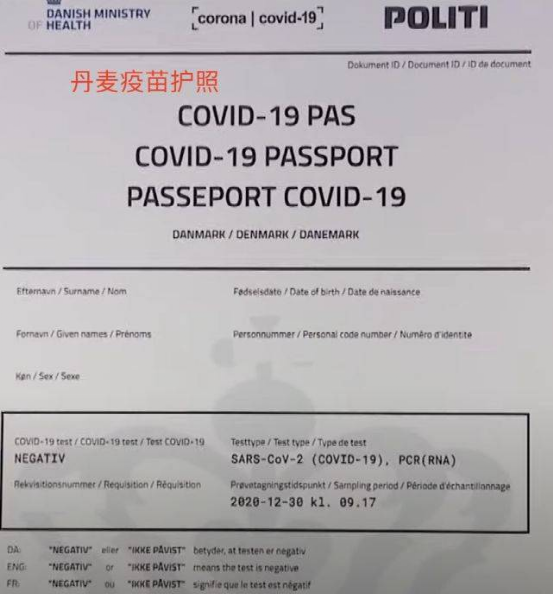 DANISH MINISTRY
OF HEALTH
corona | covid-19
POLITI
Dokument ID / Document ID / ID de document
丹麦疫苗护照
COVID-19 PAS
COVID-19 PASSPORT
PASSEPORT COVID-19
DANMARK / DENMARK / DANEMARK
Efternavn / Surname / Nom
Fødselsdato / Date of birth / Date de naissance
Fornavn / Given names / Prénoms
Personnummer / Personal code number / Numéro d'identite
Køn / Sex / Sexe
COVID-19 test / COVID-19 test / Test COVID-19
Testtype / Test type / Type de test
NEGATIV
SARS-CoV-2 (COVID-19), PCR(RNA)
Rekvisitionsnummer / Requisition / Réquisition
Prøvetagningstidspunkt / Sampling period / Période d'échantillonnage
2020-12-30 kl. 09.17
DA: "NEGATIV" eller "IKKE PÅVIST" betyder, at testen er negativ
ENG: "NEGATIV" or "IKKE PÅVIST" means the test is negative
FR: "NEGATIV" ou "IKKE PÅVIST" signifie que le test est négatif